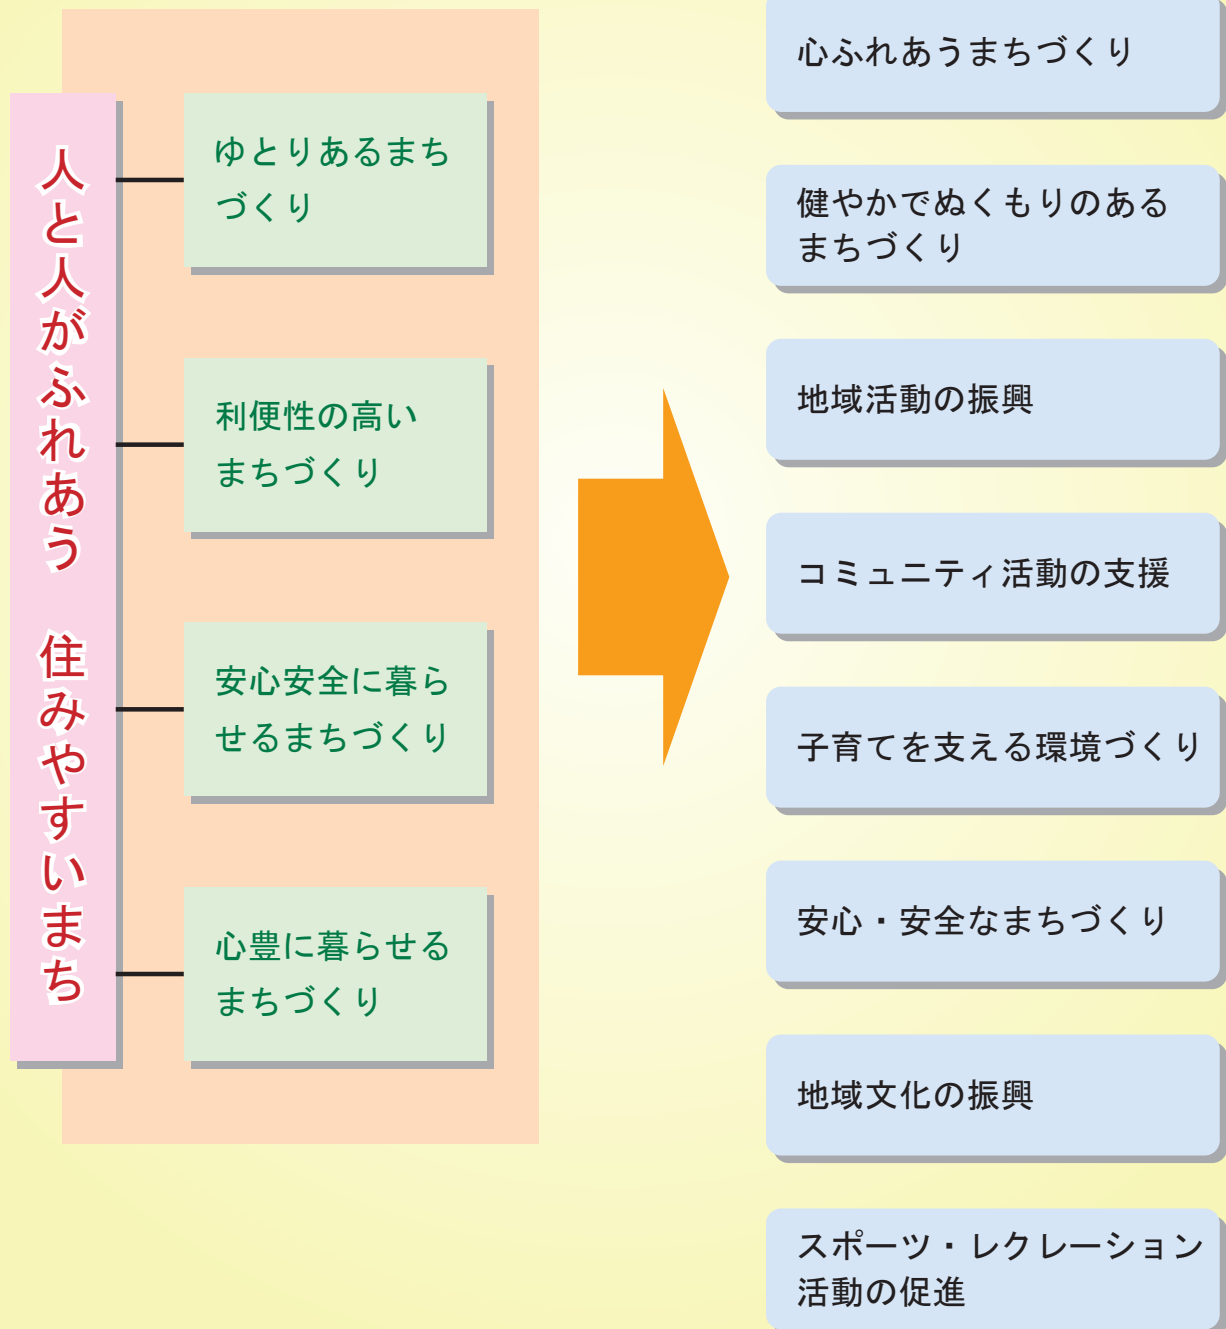 人と人がふれあう　住みやすいまち
ゆとりあるまち
づくり
利便性の高い
まちづくり
安心安全に暮ら
せるまちづくり
心豊に暮らせる
まちづくり
心ふれあうまちづくり
健やかでぬくもりのある
まちづくり
地域活動の振興
コミュニティ活動の支援
子育てを支える環境づくり
安心・安全なまちづくり
地域文化の振興
スポーツ・レクレーション
活動の促進